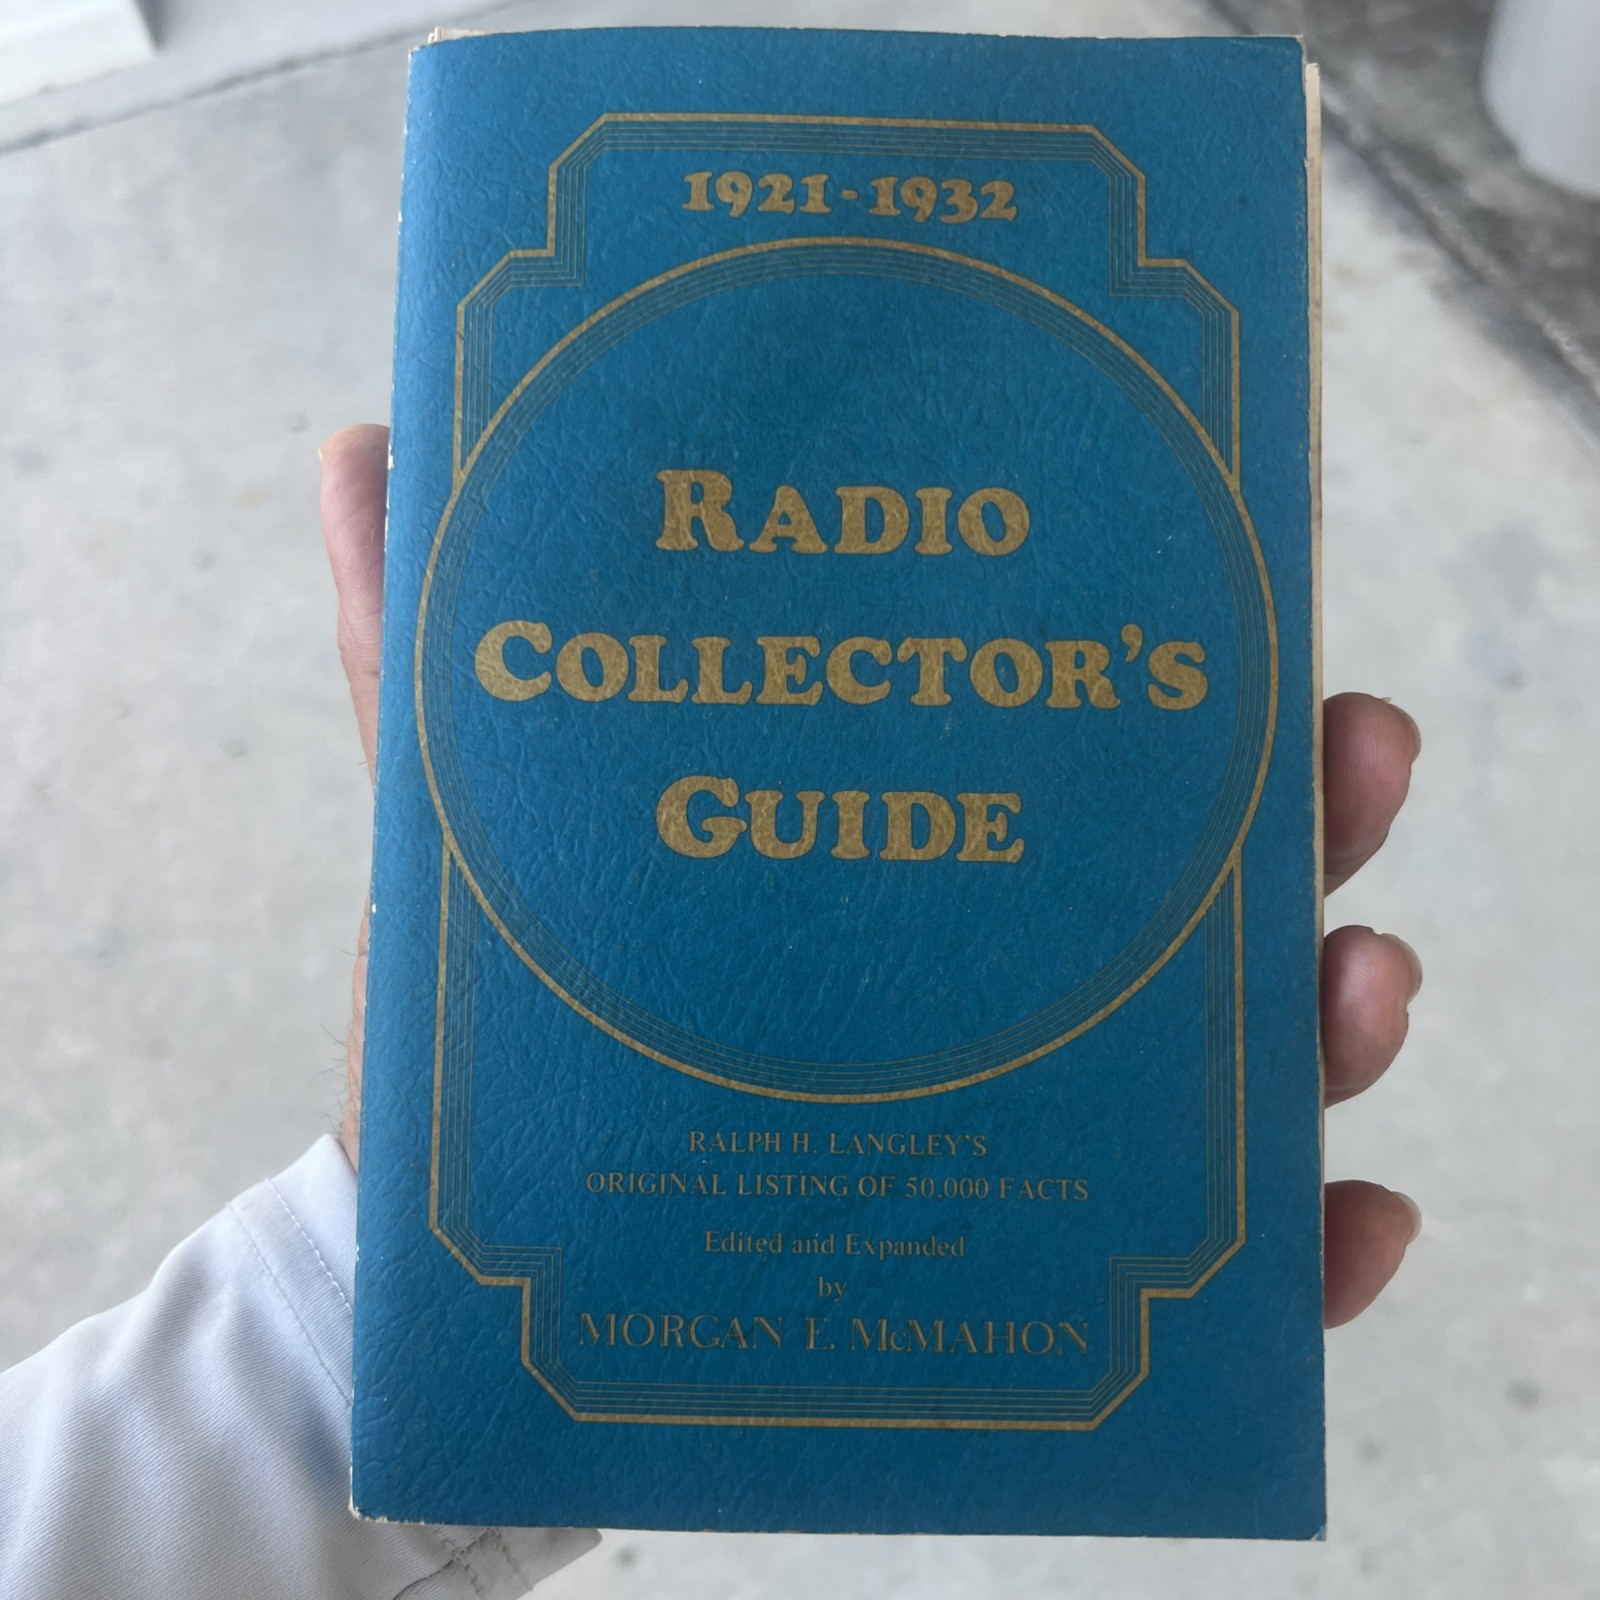 1921-1932
RADIO
COLLECTOR'S
GUIDE
RALPH H. LANGLEY'S
ORIGINAL LISTING OF 50,000 FACTS
Edited and Expanded
by
MORGAN E. McMAHON